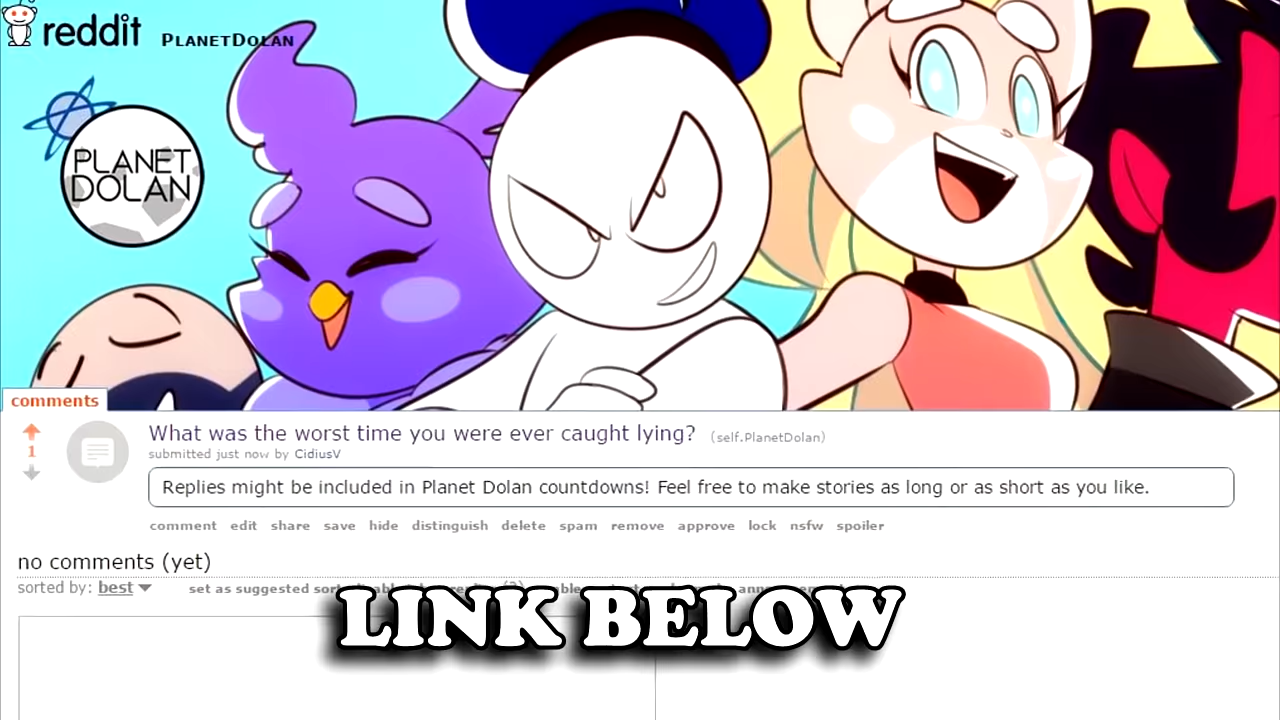 reddit PLANETDOLAN
PLANET
DOLAN
comments
What was the worst time you were ever caught lying? (self.PlanetDolan)
1
submitted just now by CidiusV
Replies might be included in Planet Dolan countdowns! Feel free to make stories as long or as short as you like.
comment edit share save hide distinguish delete spam remove approve lock nsfw spoiler
no comments (yet)
sorted by: best set as suggested sort
LINK BELOW